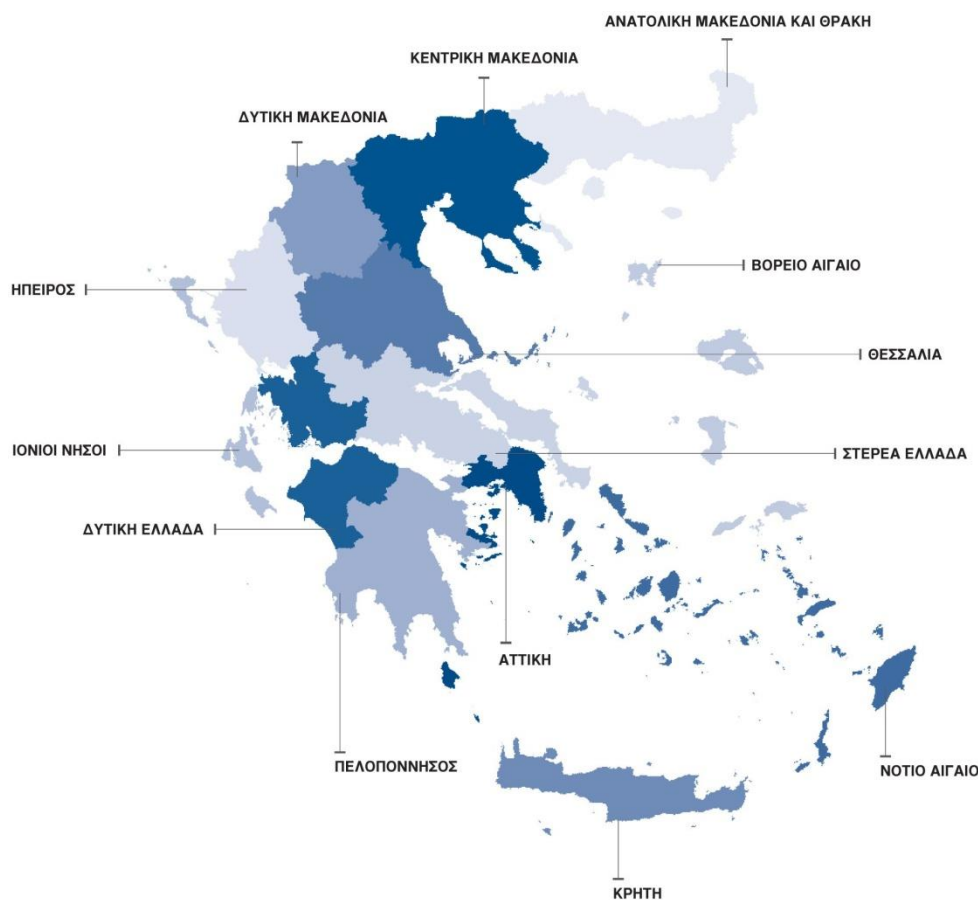 ΑΝΑΤΟΛΙΚΗ ΜΑΚΕΔΟΝΙΑ ΚΑΙ ΘΡΑΚΗ
ΚΕΝΤΡΙΚΗ ΜΑΚΕΔΟΝΙΑ
ΔΥΤΙΚΗ ΜΑΚΕΔΟΝΙΑ
ΒΟΡΕΙΟ ΑΙΓΑΙΟ
ΗΠΕΙΡΟΣ
ΘΕΣΣΑΛΙΑ
ΙΟΝΙΟΙ ΝΗΣΟΙ
ΣΤΕΡΕΑ ΕΛΛΑΔΑ
ΔΥΤΙΚΗ ΕΛΛΑΔΑ
ΑΤΤΙΚΗ
ΠΕΛΟΠΟΝΝΗΣΟΣ
ΝΟΤΙΟ ΑΙΓΑΙΟ
ΚΡΗΤΗ